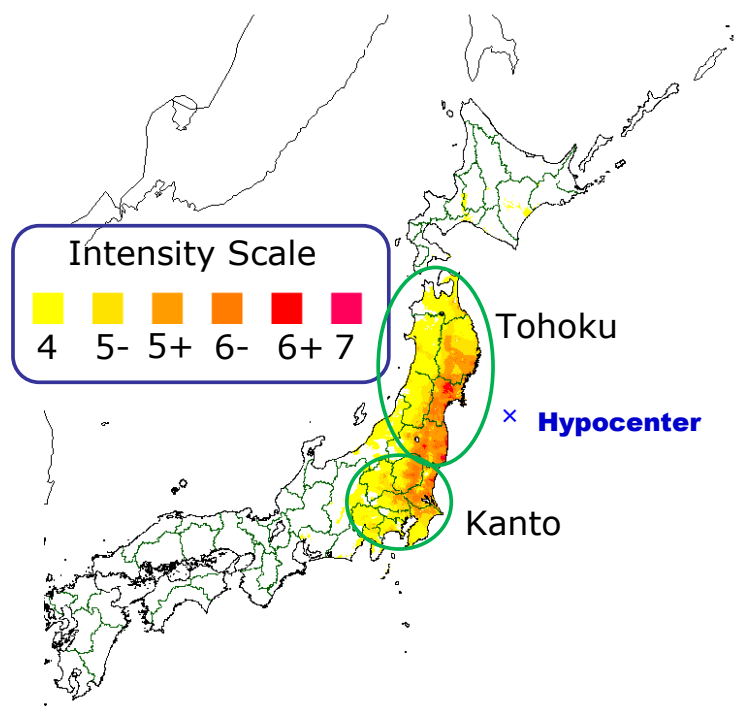 Intensity Scale
4 5- 5+ 6- 6+ 7
Tohoku
× Hypocenter
Kanto